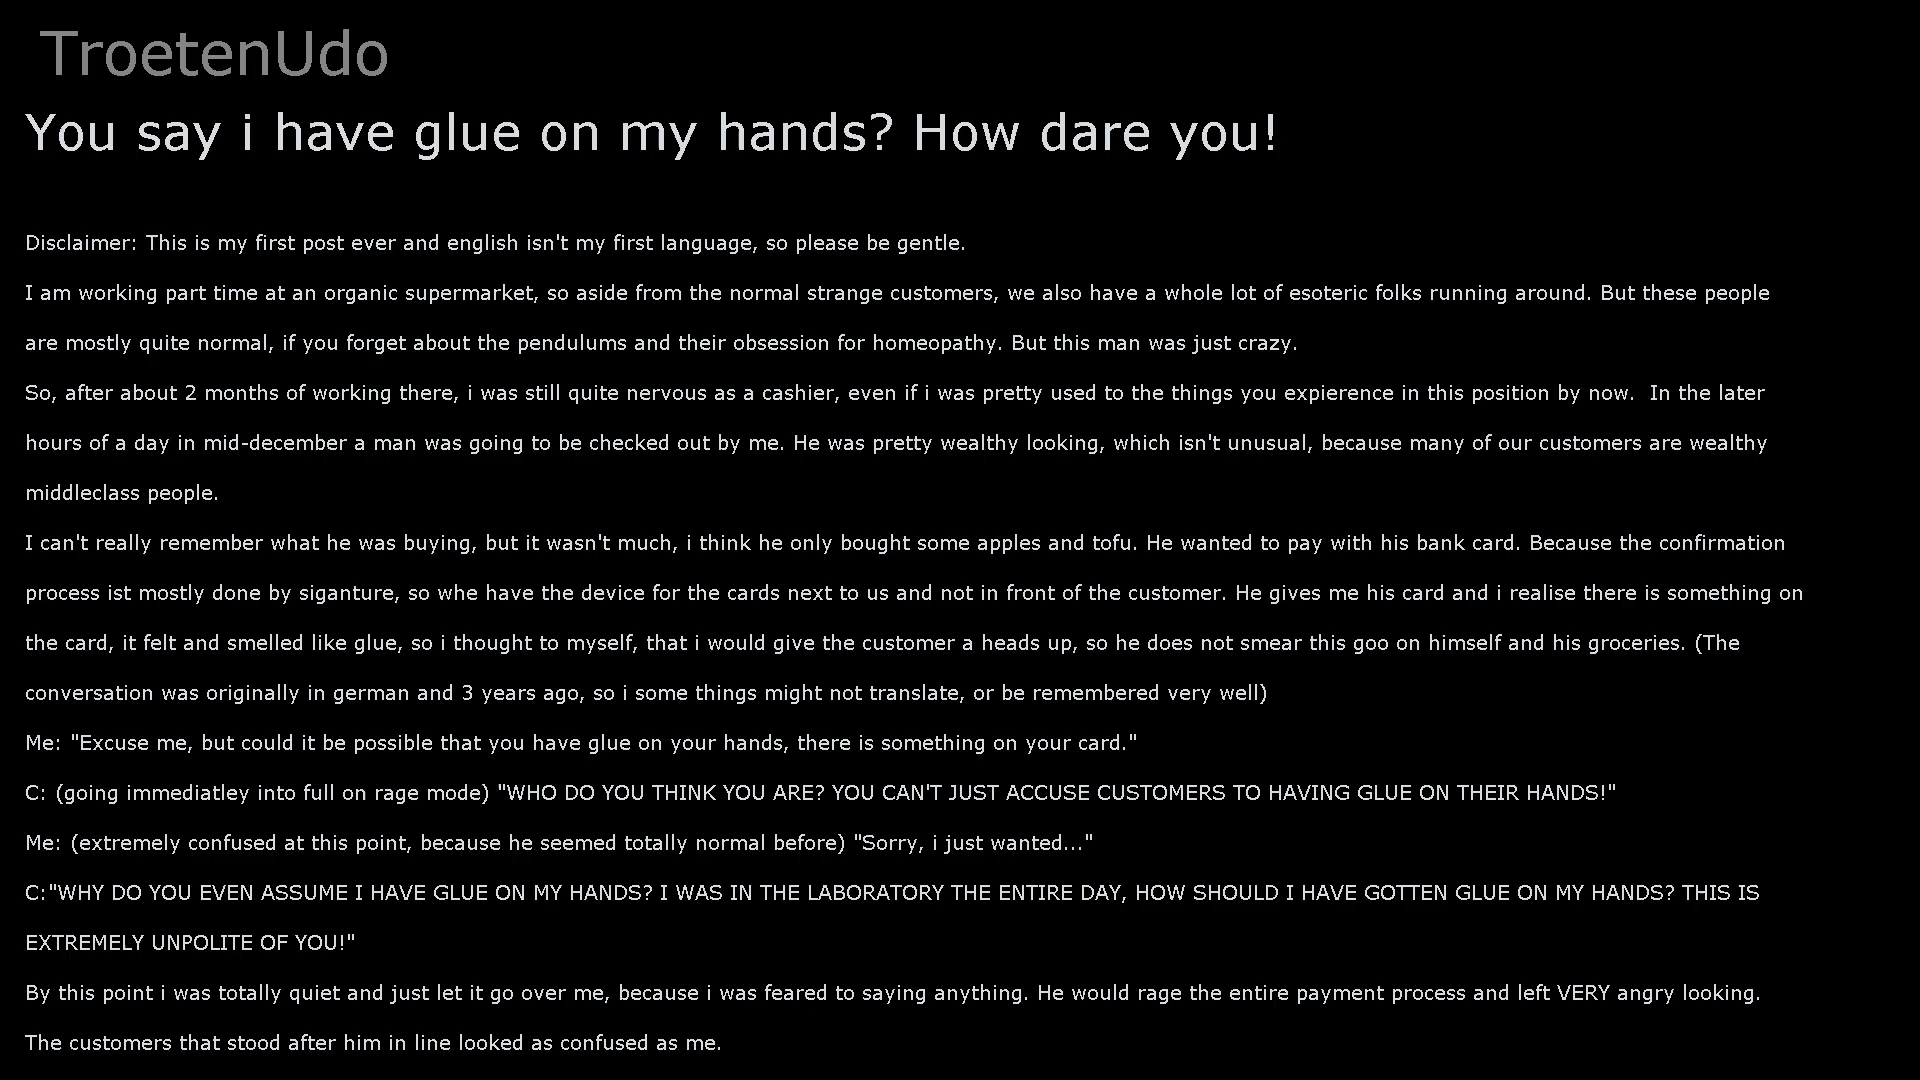 TroetenUdo
You say i have glue on my hands? How dare you!
Disclaimer: This is my first post ever and english isn't my first language, so please be gentle.
I am working part time at an organic supermarket, so aside from the normal strange customers, we also have a whole lot of esoteric folks running around. But these people
are mostly quite normal, if you forget about the pendulums and their obsession for homeopathy. But this man was just crazy.
So, after about 2 months of working there, i was still quite nervous as a cashier, even if i was pretty used to the things you expierence in this position by now.  In the later
hours of a day in mid-december a man was going to be checked out by me. He was pretty wealthy looking, which isn't unusual, because many of our customers are wealthy
middleclass people.
I can't really remember what he was buying, but it wasn't much, i think he only bought some apples and tofu. He wanted to pay with his bank card. Because the confirmation
process ist mostly done by siganture, so whe have the device for the cards next to us and not in front of the customer. He gives me his card and i realise there is something on
the card, it felt and smelled like glue, so i thought to myself, that i would give the customer a heads up, so he does not smear this goo on himself and his groceries. (The
conversation was originally in german and 3 years ago, so i some things might not translate, or be remembered very well)
Me: "Excuse me, but could it be possible that you have glue on your hands, there is something on your card."
C: (going immediatley into full on rage mode) "WHO DO YOU THINK YOU ARE? YOU CAN'T JUST ACCUSE CUSTOMERS TO HAVING GLUE ON THEIR HANDS!"
Me: (extremely confused at this point, because he seemed totally normal before) "Sorry, i just wanted..."
C:"WHY DO YOU EVEN ASSUME I HAVE GLUE ON MY HANDS? I WAS IN THE LABORATORY THE ENTIRE DAY, HOW SHOULD I HAVE GOTTEN GLUE ON MY HANDS? THIS IS
EXTREMELY UNPOLITE OF YOU!"
By this point i was totally quiet and just let it go over me, because i was feared to saying anything. He would rage the entire payment process and left VERY angry looking.
The customers that stood after him in line looked as confused as me.